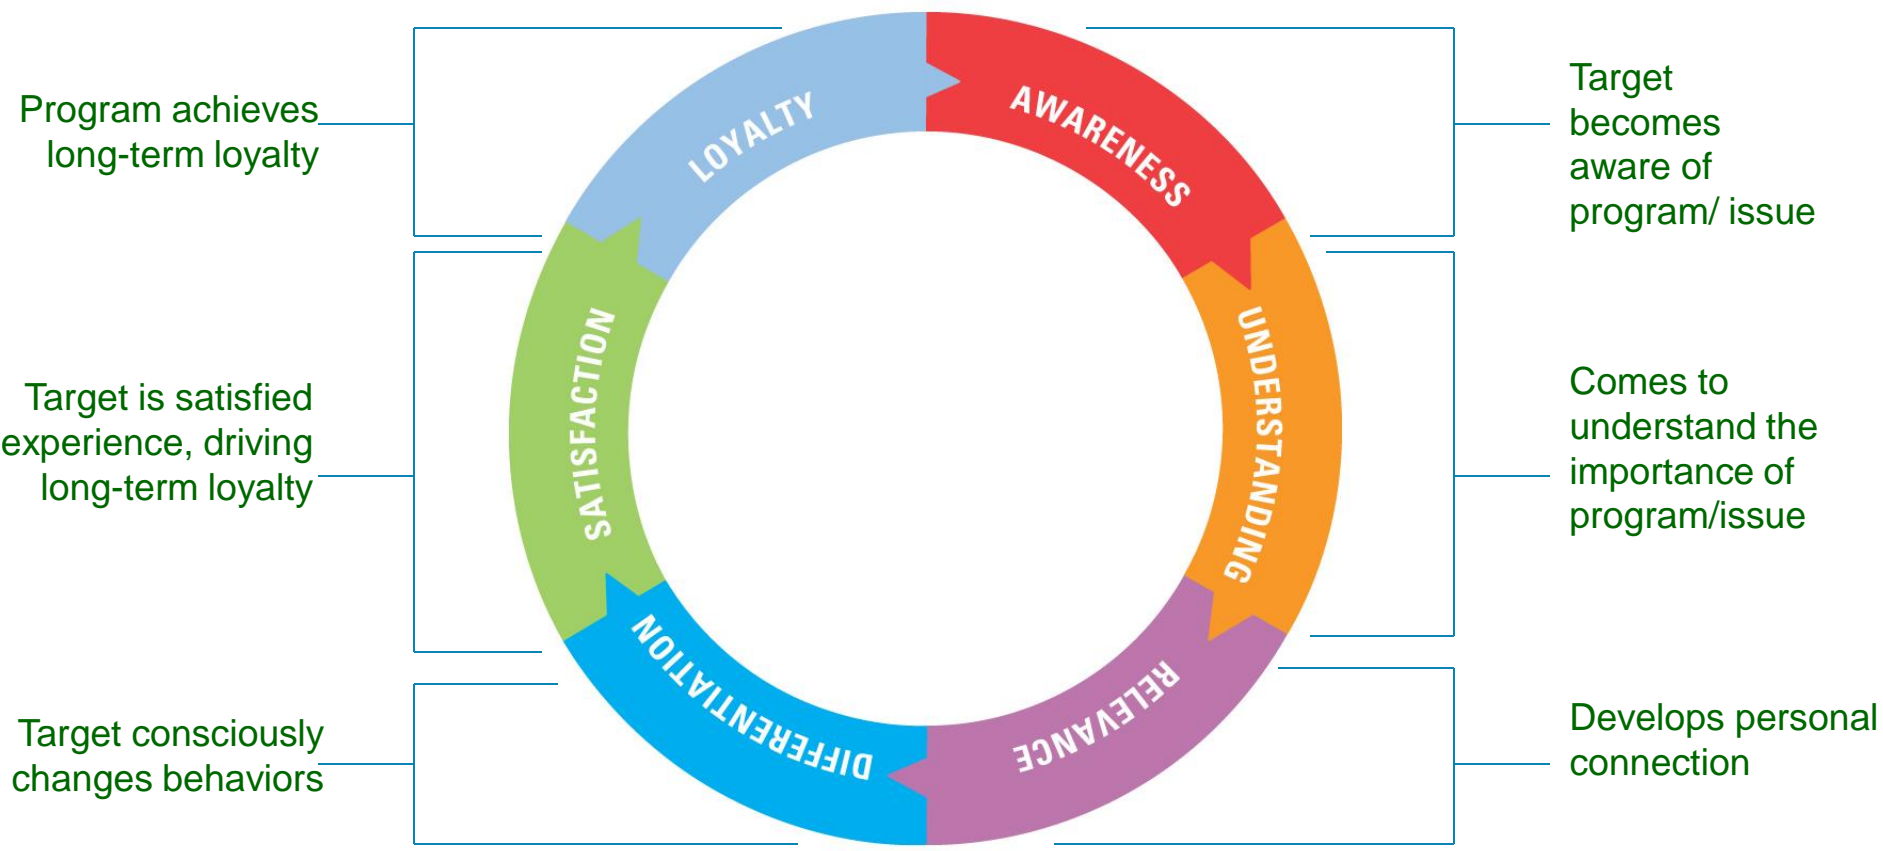 Program achieves
long-term loyalty
LOYALTY
AWARENESS
Target
becomes
aware of
program/ issue
Target is satisfied
experience, driving
long-term loyalty
SATISFACTION
UNDERSTANDING
Comes to
understand the
importance of
program/issue
Target consciously
changes behaviors
DIFFERENTIATION
RELEVANCE
Develops personal
connection